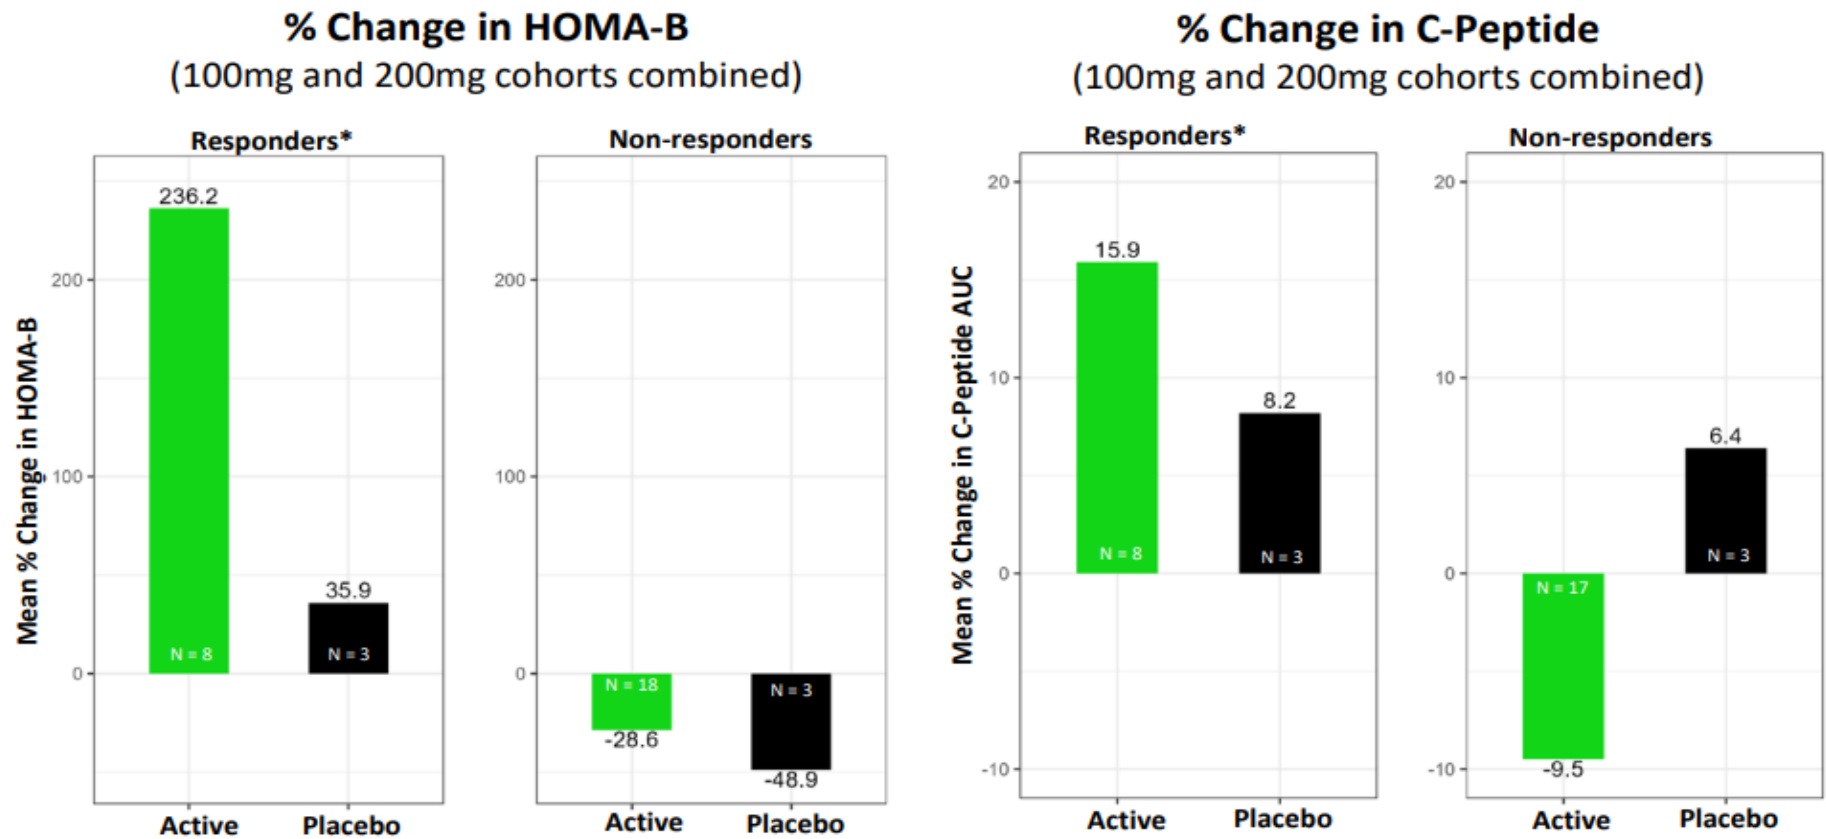 % Change in HOMA-B
(100mg and 200mg cohorts combined)
Responders*
Non-responders
Mean % Change in HOMA-B
200
100
0
236.2
N = 8
35.9
N = 3
Active
Placebo
200
100
0
N = 18
-28.6
N = 3
-48.9
Active
Placebo
% Change in C-Peptide
(100mg and 200mg cohorts combined)
Responders*
Non-responders
Mean % Change in C-Peptide AUC
20
10
0
-10
15.9
N = 8
8.2
N = 3
Active
Placebo
20
10
0
-10
N = 17
-9.5
6.4
N = 3
Active
Placebo